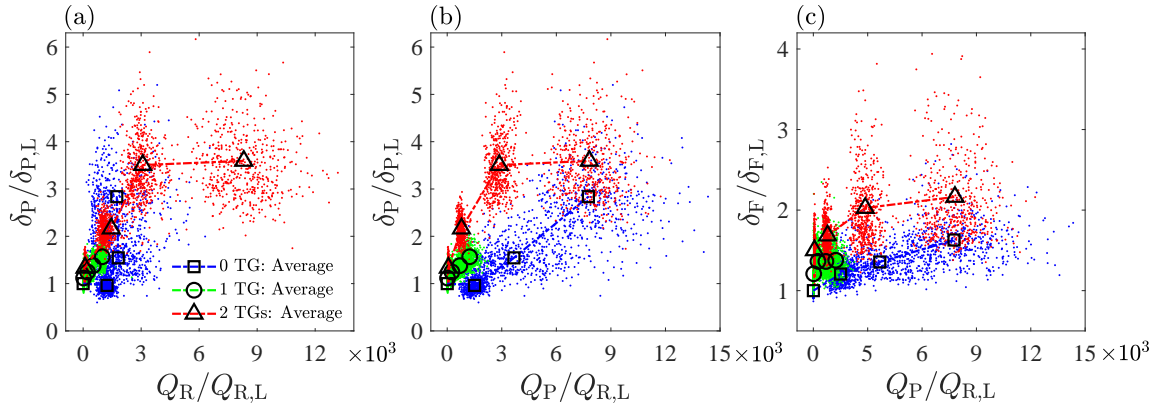 (a)
6
5
4
3
2
1
0
δP/δP,L
0 3 6 9 12 ×10³
QR/QR,L
0 TG: Average
1 TG: Average
2 TGs: Average
(b)
6
5
4
3
2
1
0
δP/δP,L
0 3 6 9 12 15 ×10³
QP/QR,L
(c)
4
3
2
1
δF/δF,L
0 3 6 9 12 15 ×10³
QP/QR,L